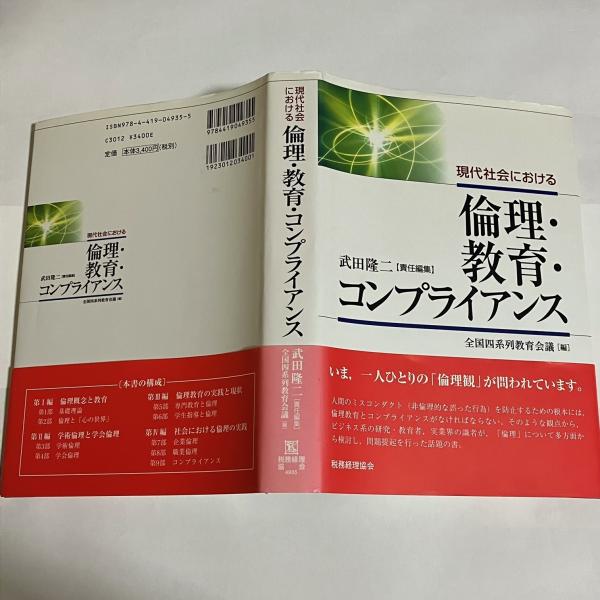 ISBN978-4-419-04935-5
C3012 ¥3400E
定価 本体3,400円(税別)
9784419049355
1923012034001
現代社会における
倫理・
教育・
武田隆二【責任編集】
コンプライアンス
全国四系列教育会議[編]
〔本書の構成〕
第Ⅰ編 倫理概念と教育
第1部 基礎理論
第2部 倫理と「心の世界」
第Ⅱ編 学術倫理と学会倫理
第3部 学術倫理
第4部 学会倫理
第Ⅲ編 倫理教育の実践と現状
第5部 専門教育と倫理
第6部 学生指導と倫理
第Ⅳ編 社会における倫理の実践
第7部 企業倫理
第8部 職業倫理
第9部 コンプライアンス
現代社会
における
倫理・教育・コンプライアンス
武田隆二【責任編集】
全国四系列教育会議[編]
税務経理
協会
4935
現代社会における
倫理・
武田隆二【責任編集】
教育・
コンプライアンス
全国四系列教育会議[編]
いま，一人ひとりの「倫理観」が問われています。
人間のミスコンダクト（非倫理的な誤った行為）を防止するための根本には，
倫理教育とコンプライアンスがなければならない。そのような観点から，
ビジネス系の研究・教育者，実業界の識者が，「倫理」について多方面か
ら検討し，問題提起を行った話題の書。
税務経理協会